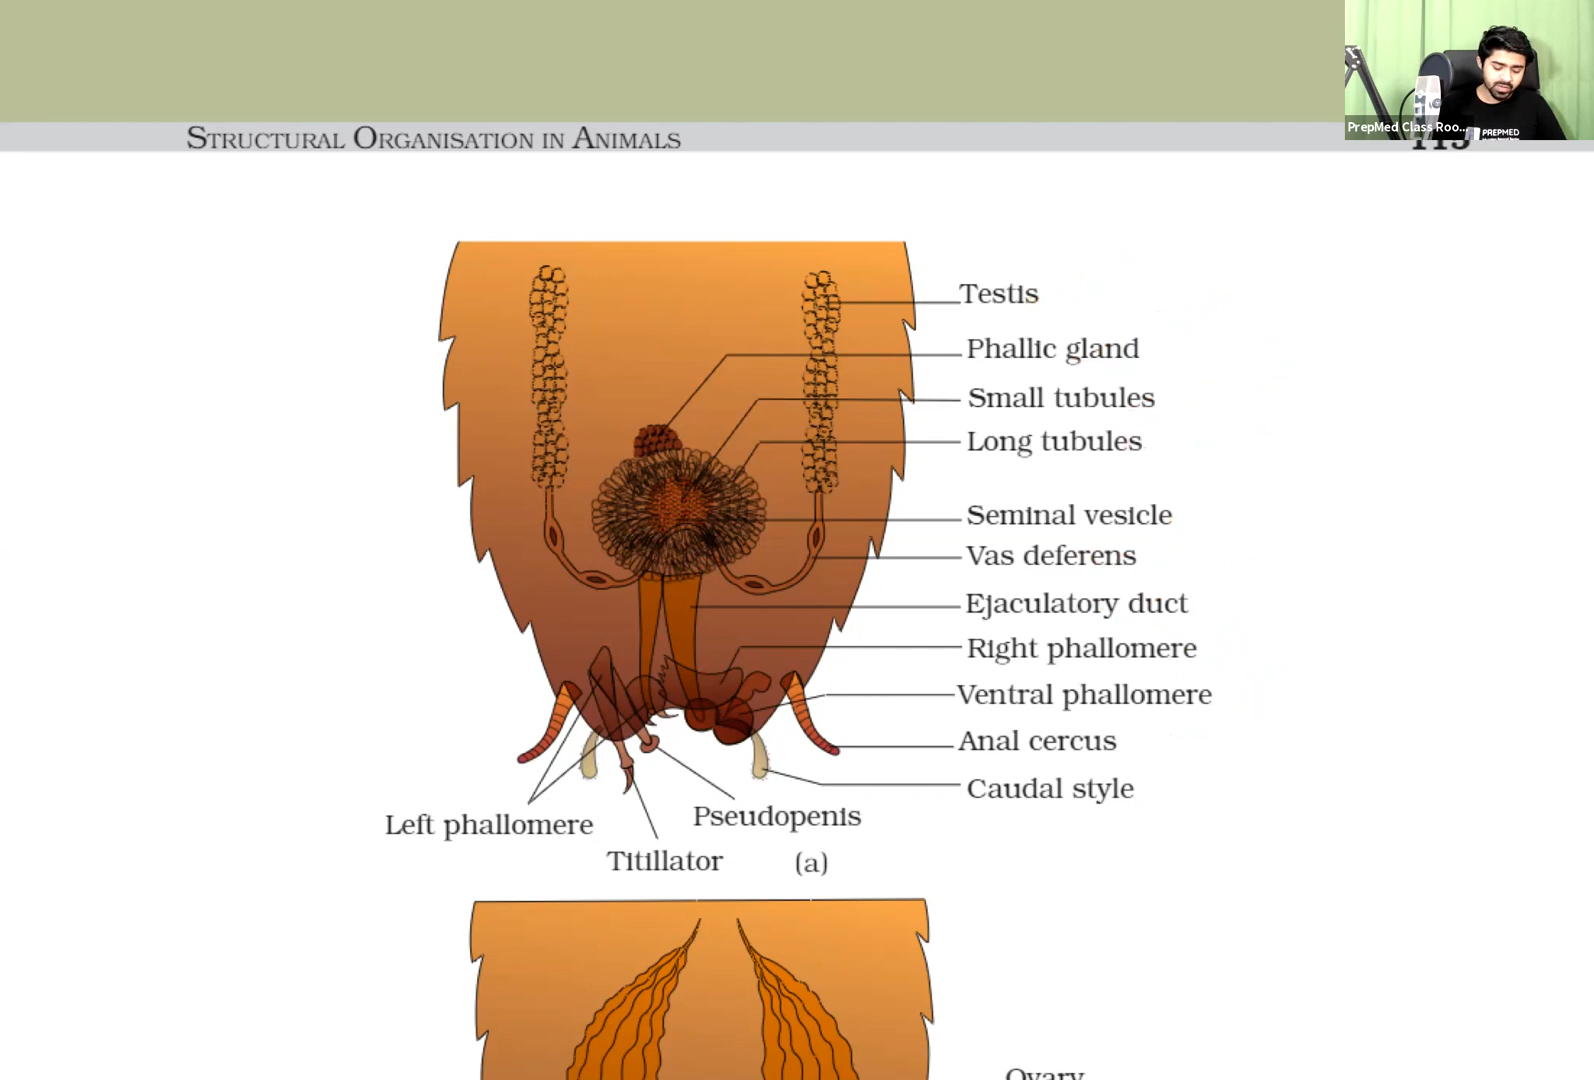 STRUCTURAL ORGANISATION IN ANIMALS
PrepMed Class Roo...
PREPMED
Testis
Phallic gland
Small tubules
Long tubules
Seminal vesicle
Vas deferens
Ejaculatory duct
Right phallomere
Ventral phallomere
Anal cercus
Caudal style
Left phallomere
Pseudopenis
Titillator
(a)
Ovary